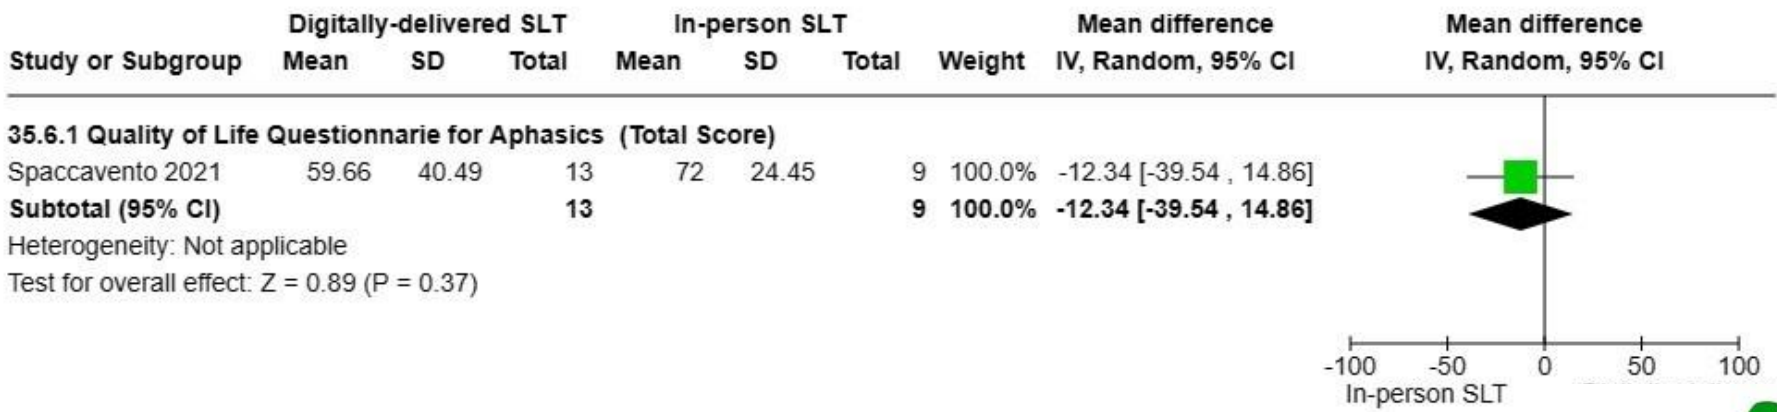 Digitally-delivered SLT In-person SLT Mean difference Mean difference
Study or Subgroup Mean SD Total Mean SD Total Weight IV, Random, 95% CI IV, Random, 95% CI
35.6.1 Quality of Life Questionnarie for Aphasics (Total Score)
Spaccavento 2021 59.66 40.49 13 72 24.45 9 100.0% -12.34 [-39.54 , 14.86]
Subtotal (95% CI) 13 9 100.0% -12.34 [-39.54 , 14.86]
Heterogeneity: Not applicable
Test for overall effect: Z = 0.89 (P = 0.37)
-100 -50 0 50 100
In-person SLT